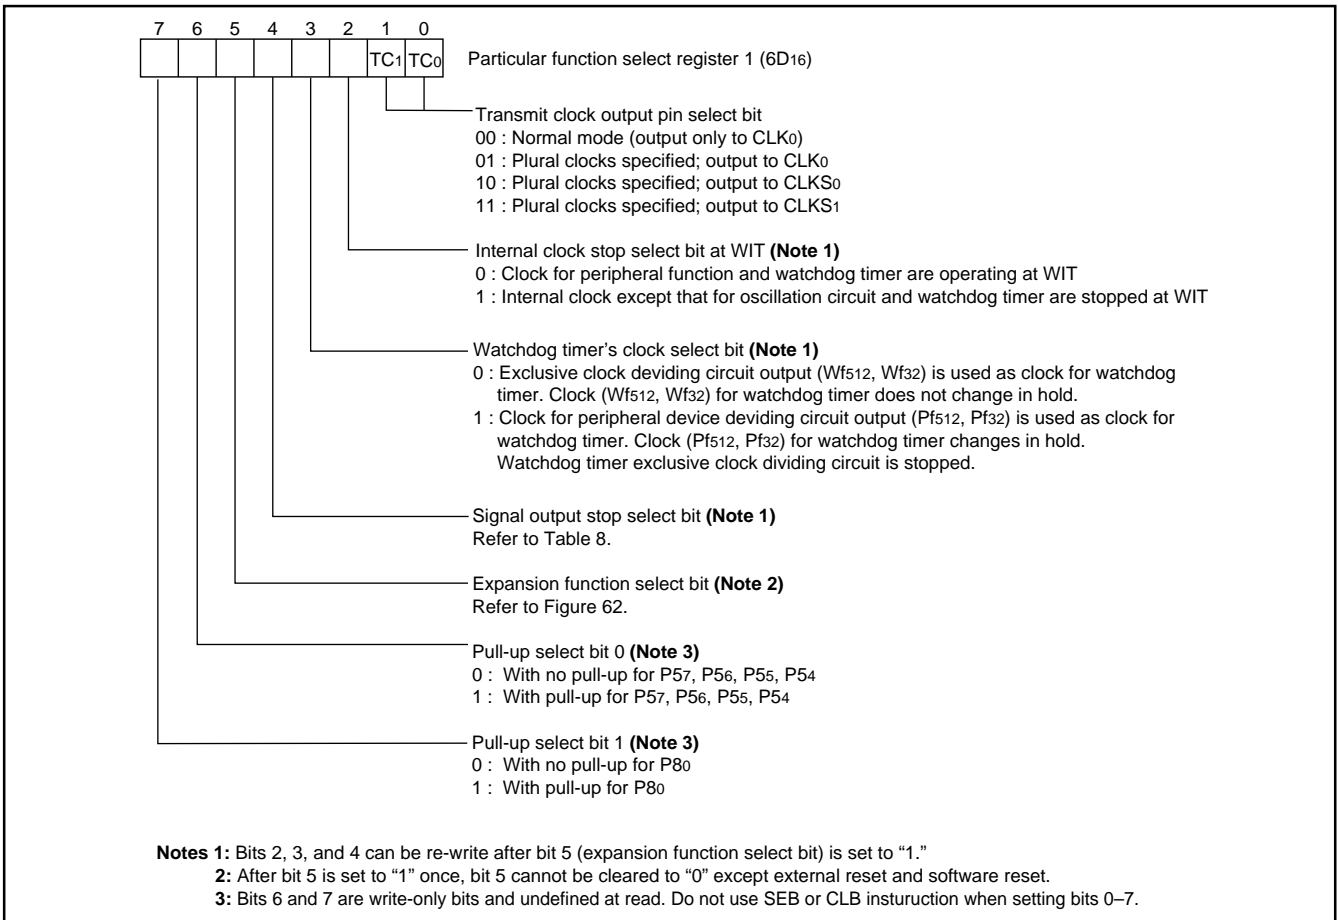 7 6 5 4 3 2 1 0
TC1 TC0 Particular function select register 1 (6D16)
Transmit clock output pin select bit
00 : Normal mode (output only to CLK0)
01 : Plural clocks specified; output to CLK0
10 : Plural clocks specified; output to CLKS0
11 : Plural clocks specified; output to CLKS1
Internal clock stop select bit at WIT (Note 1)
0 : Clock for peripheral function and watchdog timer are operating at WIT
1 : Internal clock except that for oscillation circuit and watchdog timer are stopped at WIT
Watchdog timer's clock select bit (Note 1)
0 : Exclusive clock deviding circuit output (Wf512, Wf32) is used as clock for watchdog
timer. Clock (Wf512, Wf32) for watchdog timer does not change in hold.
1 : Clock for peripheral device deviding circuit output (Pf512, Pf32) is used as clock for
watchdog timer. Clock (Pf512, Pf32) for watchdog timer changes in hold.
Watchdog timer exclusive clock dividing circuit is stopped.
Signal output stop select bit (Note 1)
Refer to Table 8.
Expansion function select bit (Note 2)
Refer to Figure 62.
Pull-up select bit 0 (Note 3)
0 : With no pull-up for P57, P56, P55, P54
1 : With pull-up for P57, P56, P55, P54
Pull-up select bit 1 (Note 3)
0 : With no pull-up for P80
1 : With pull-up for P80
Notes 1: Bits 2, 3, and 4 can be re-write after bit 5 (expansion function select bit) is set to “1.”
2: After bit 5 is set to “1” once, bit 5 cannot be cleared to “0” except external reset and software reset.
3: Bits 6 and 7 are write-only bits and undefined at read. Do not use SEB or CLB insturuction when setting bits 0–7.